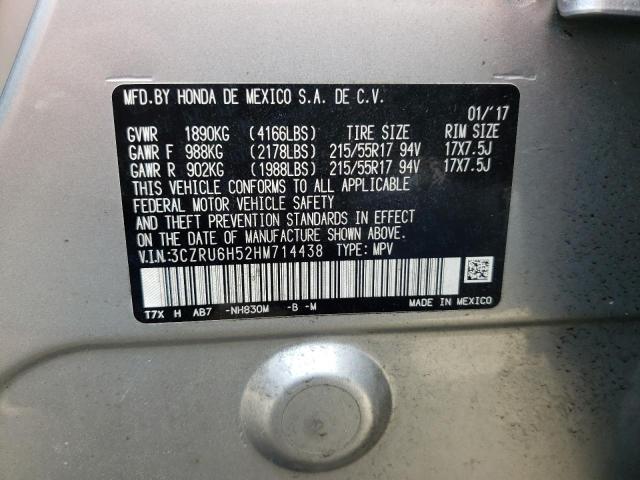 MFD. BY HONDA DE MEXICO S.A. DE C.V.
01/'17
GVWR 1890KG (4166LBS) TIRE SIZE RIM SIZE
GAWR F 988KG (2178LBS) 215/55R17 94V 17X7.5J
GAWR R 902KG (1988LBS) 215/55R17 94V 17X7.5J
THIS VEHICLE CONFORMS TO ALL APPLICABLE
FEDERAL MOTOR VEHICLE SAFETY
AND THEFT PREVENTION STANDARDS IN EFFECT
ON THE DATE OF MANUFACTURE SHOWN ABOVE.
V.I.N.:3CZRU6H52HM714438 TYPE: MPV
T7X H AB7 -NH830M -B -M MADE IN MEXICO